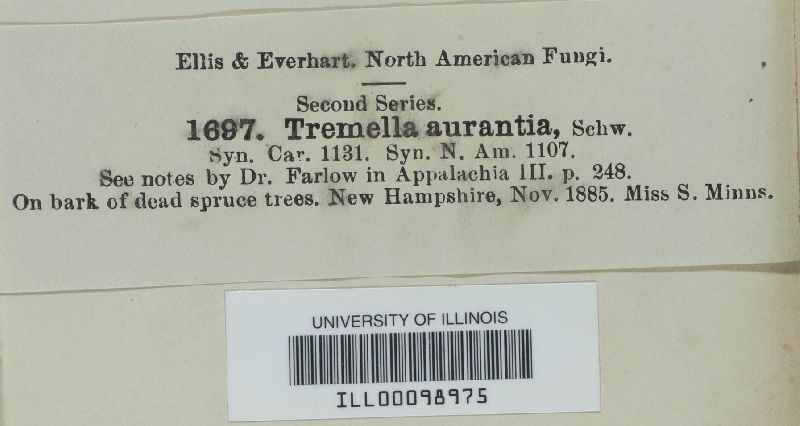 Ellis & Everhart. North American Fungi.
Second Series.
1697. Tremella aurantia, Schw.
Syn. Car. 1131. Syn. N. Am. 1107.
See notes by Dr. Farlow in Appalachia III. p. 248.
On bark of dead spruce trees. New Hampshire, Nov. 1885. Miss S. Minns.
UNIVERSITY OF ILLINOIS
ILL00098975